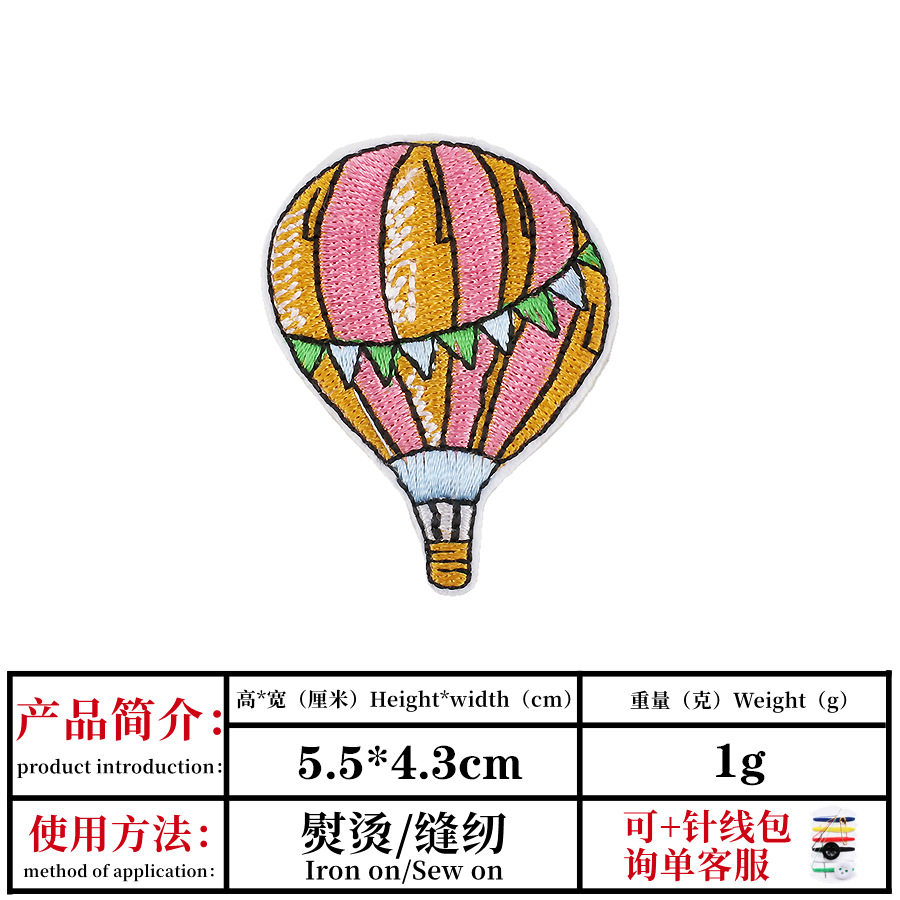 产品简介：
product introduction：
高*宽（厘米）Height*width（cm）
重量（克）Weight（g）
5.5*4.3cm
1g
使用方法：
method of application：
熨烫/缝纫
Iron on/Sew on
可+针线包
询单客服